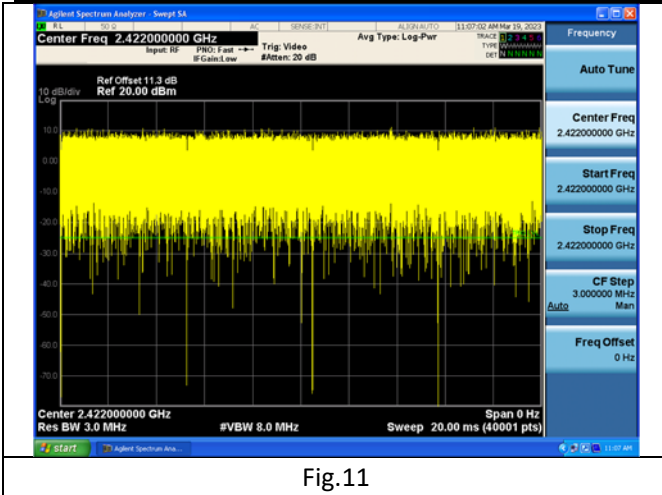 Agilent Spectrum Analyzer - Swept SA
RL 50 Ω AC SENSE:INT ALIGN AUTO 11:07:02 AM Mar 19, 2023
Center Freq 2.422000000 GHz
Input: RF PNO: Fast IFGain:Low
Trig: Video #Atten: 20 dB
Avg Type: Log-Pwr
TRACE 1 2 3 4 5 6
TYPE
DET N N N N N N
Ref Offset 11.3 dB
10 dB/div Ref 20.00 dBm
Log
10.0
0.00
-10.0
-20.0
-30.0
-40.0
-50.0
-60.0
-70.0
Center 2.422000000 GHz Span 0 Hz
Res BW 3.0 MHz #VBW 8.0 MHz Sweep 20.00 ms (40001 pts)
Frequency
Auto Tune
Center Freq
2.422000000 GHz
Start Freq
2.422000000 GHz
Stop Freq
2.422000000 GHz
CF Step
3.000000 MHz
Auto Man
Freq Offset
0 Hz
start Agilent Spectrum Ana... 11:07 AM
Fig.11